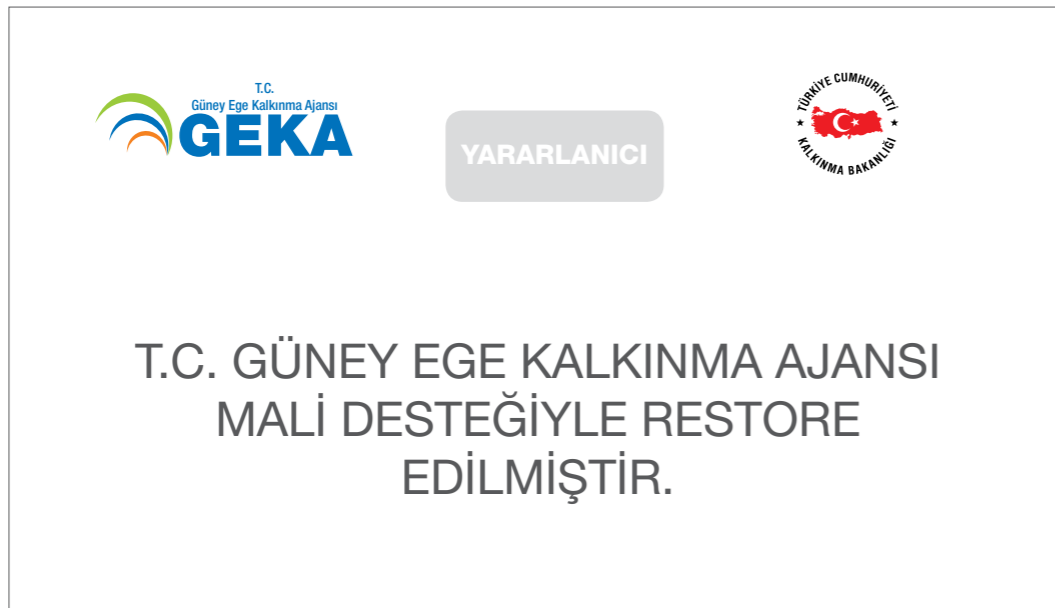 T.C.
Güney Ege Kalkınma Ajansı
GEKA
YARARLANICI
TÜRKİYE CUMHURİYETİ
KALKINMA BAKANLIĞI
T.C. GÜNEY EGE KALKINMA AJANSI
MALİ DESTEĞİYLE RESTORE
EDİLMİŞTİR.